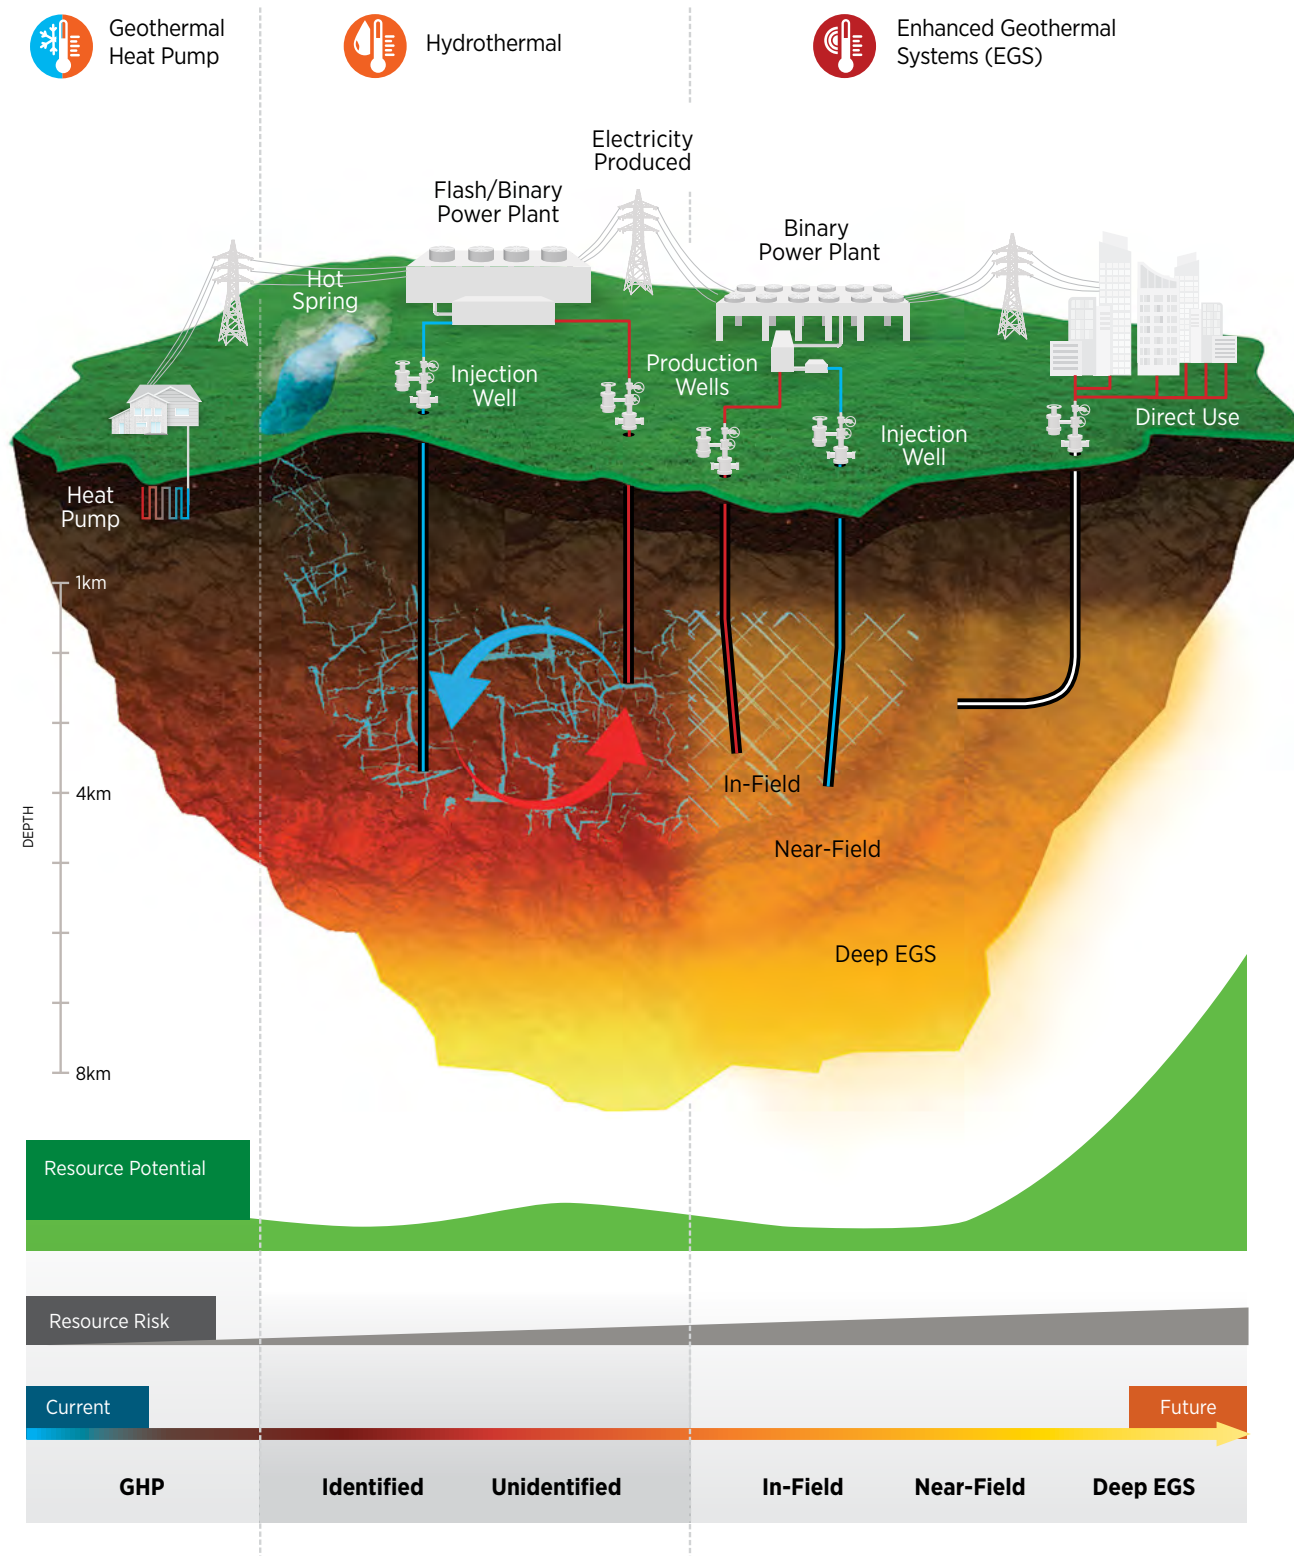 Geothermal
Heat Pump
Hydrothermal
Enhanced Geothermal
Systems (EGS)
Electricity
Produced
Flash/Binary
Power Plant
Binary
Power Plant
Hot
Spring
Injection
Well
Production
Wells
Injection
Well
Direct Use
Heat
Pump
1km
4km
8km
DEPTH
In-Field
Near-Field
Deep EGS
Resource Potential
Resource Risk
Current
Future
GHP
Identified
Unidentified
In-Field
Near-Field
Deep EGS